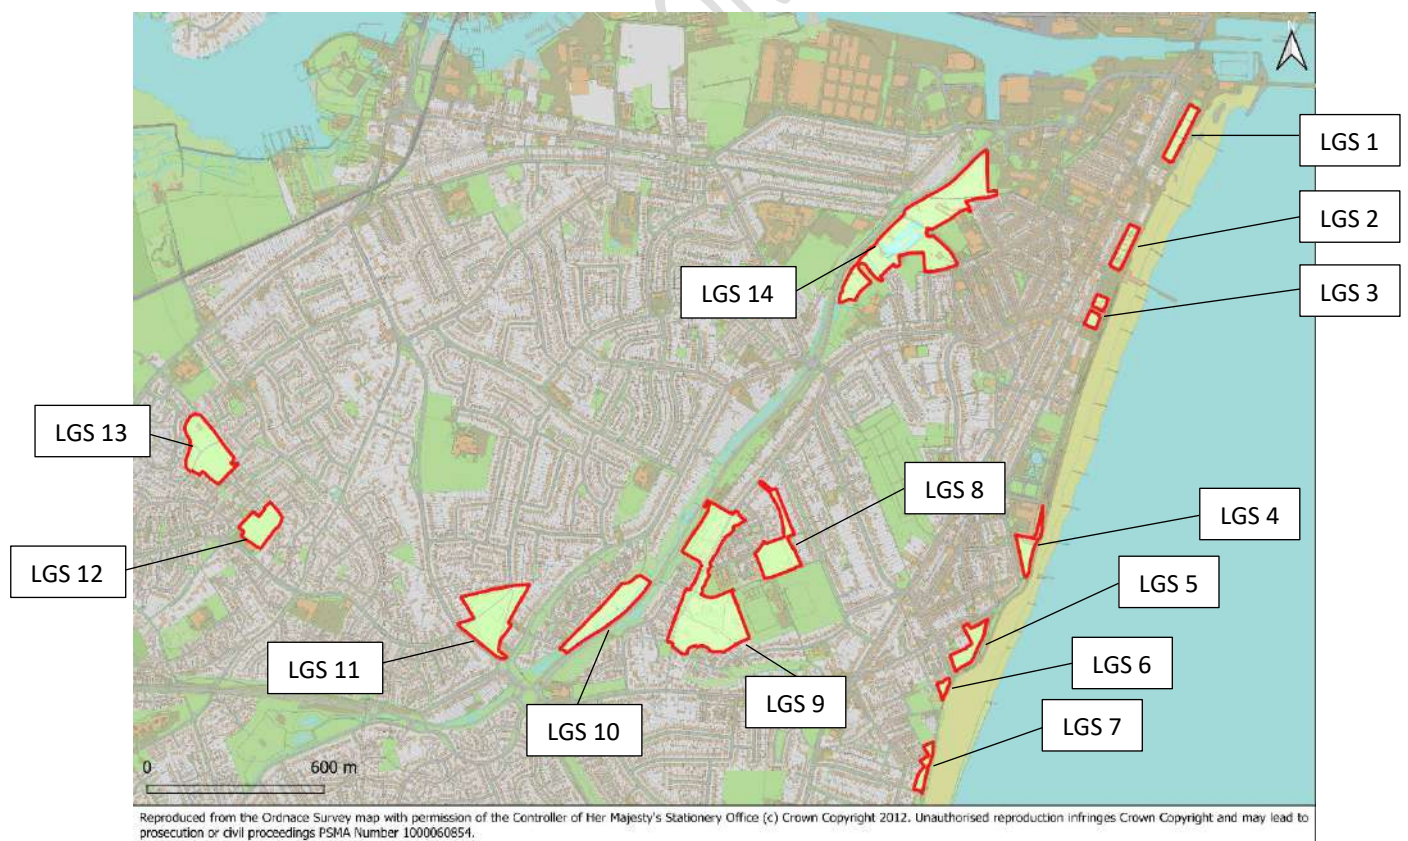 LGS 1
LGS 2
LGS 14
LGS 3
LGS 13
LGS 8
LGS 4
LGS 12
LGS 5
LGS 6
LGS 11
LGS 9
LGS 10
LGS 7
0 600 m
Reproduced from the Ordnace Survey map with permission of the Controller of Her Majesty's Stationery Office (c) Crown Copyright 2012. Unauthorised reproduction infringes Crown Copyright and may lead to
prosecution or civil proceedings PSMA Number 1000060854.